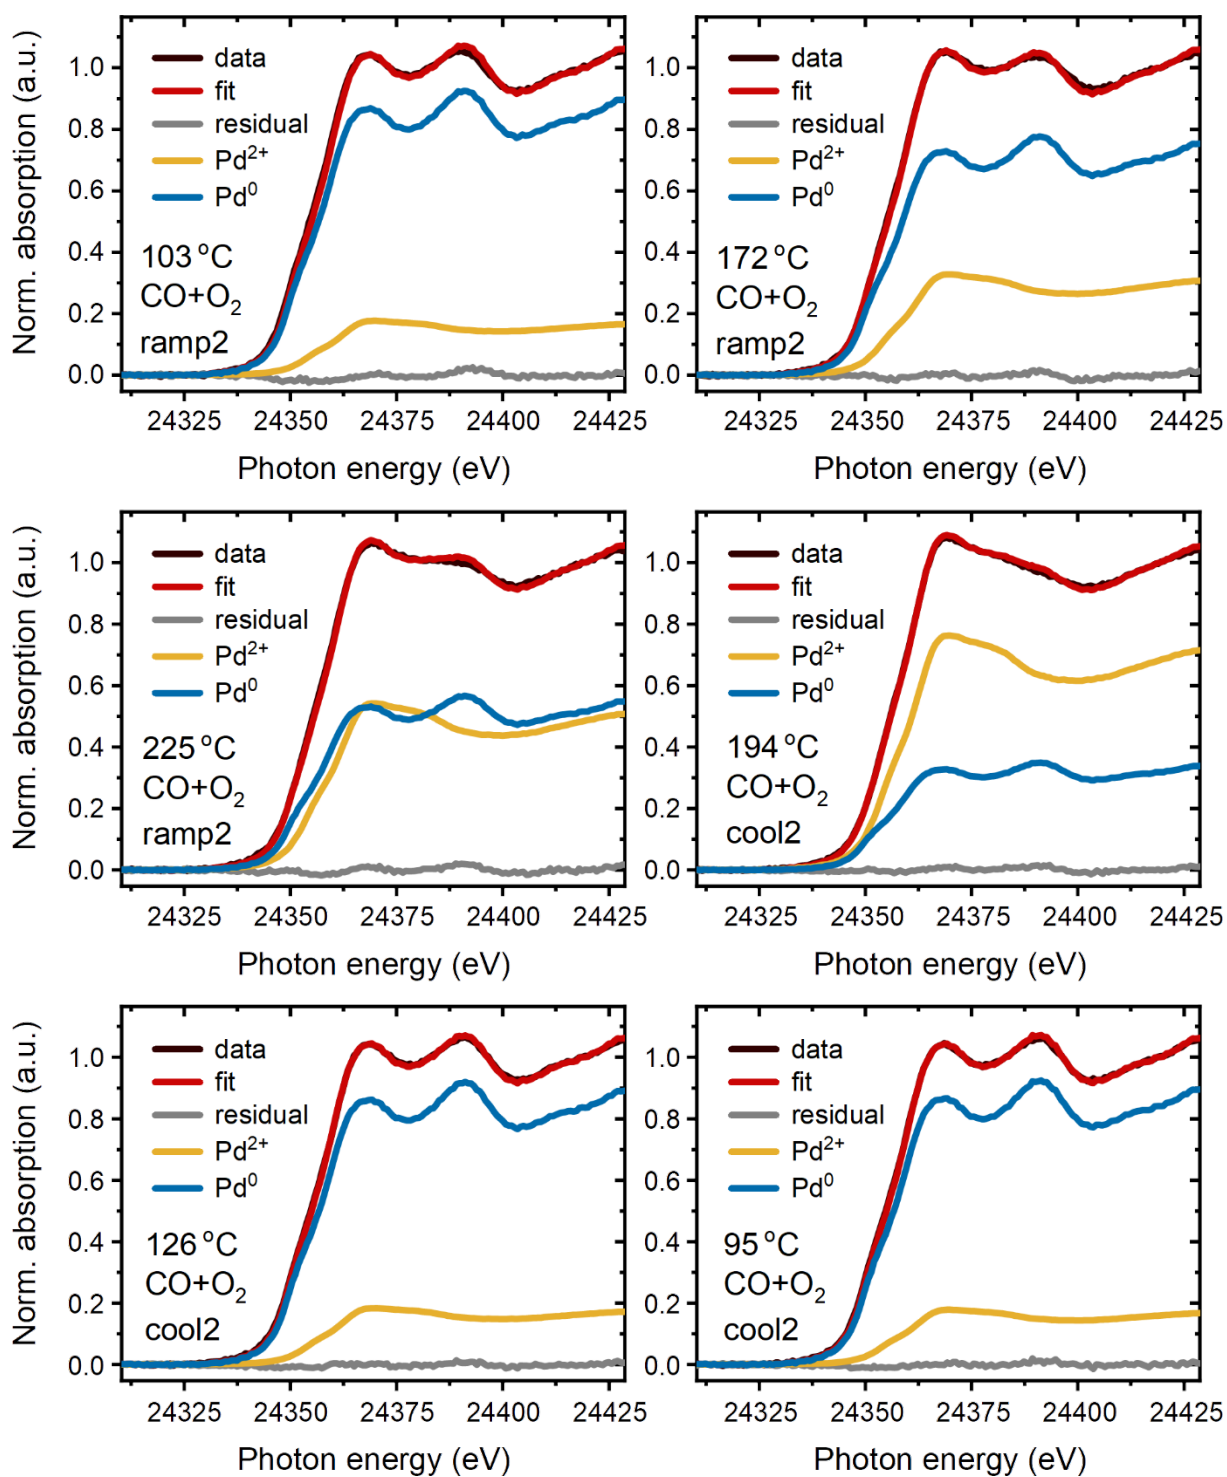 Norm. absorption (a.u.)
1.0
0.8
0.6
0.4
0.2
0.0
data
fit
residual
Pd²⁺
Pd⁰
103 °C
CO+O₂
ramp2
24325 24350 24375 24400 24425
Photon energy (eV)
1.0
0.8
0.6
0.4
0.2
0.0
data
fit
residual
Pd²⁺
Pd⁰
172 °C
CO+O₂
ramp2
24325 24350 24375 24400 24425
Photon energy (eV)
Norm. absorption (a.u.)
1.0
0.8
0.6
0.4
0.2
0.0
data
fit
residual
Pd²⁺
Pd⁰
225 °C
CO+O₂
ramp2
24325 24350 24375 24400 24425
Photon energy (eV)
1.0
0.8
0.6
0.4
0.2
0.0
data
fit
residual
Pd²⁺
Pd⁰
194 °C
CO+O₂
cool2
24325 24350 24375 24400 24425
Photon energy (eV)
Norm. absorption (a.u.)
1.0
0.8
0.6
0.4
0.2
0.0
data
fit
residual
Pd²⁺
Pd⁰
126 °C
CO+O₂
cool2
24325 24350 24375 24400 24425
Photon energy (eV)
1.0
0.8
0.6
0.4
0.2
0.0
data
fit
residual
Pd²⁺
Pd⁰
95 °C
CO+O₂
cool2
24325 24350 24375 24400 24425
Photon energy (eV)